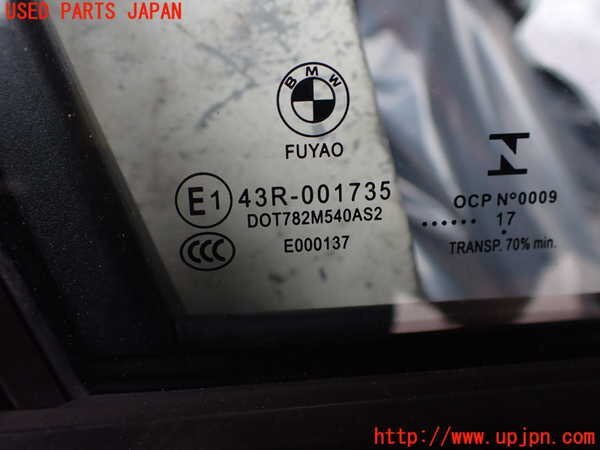 USED PARTS JAPAN
BMW
FUYAO
E1 43R-001735
DOT782M540AS2
CCC E000137
N
OCP Nº0009
...... 17
TRANSP. 70% min.
http://www.upjpn.com/